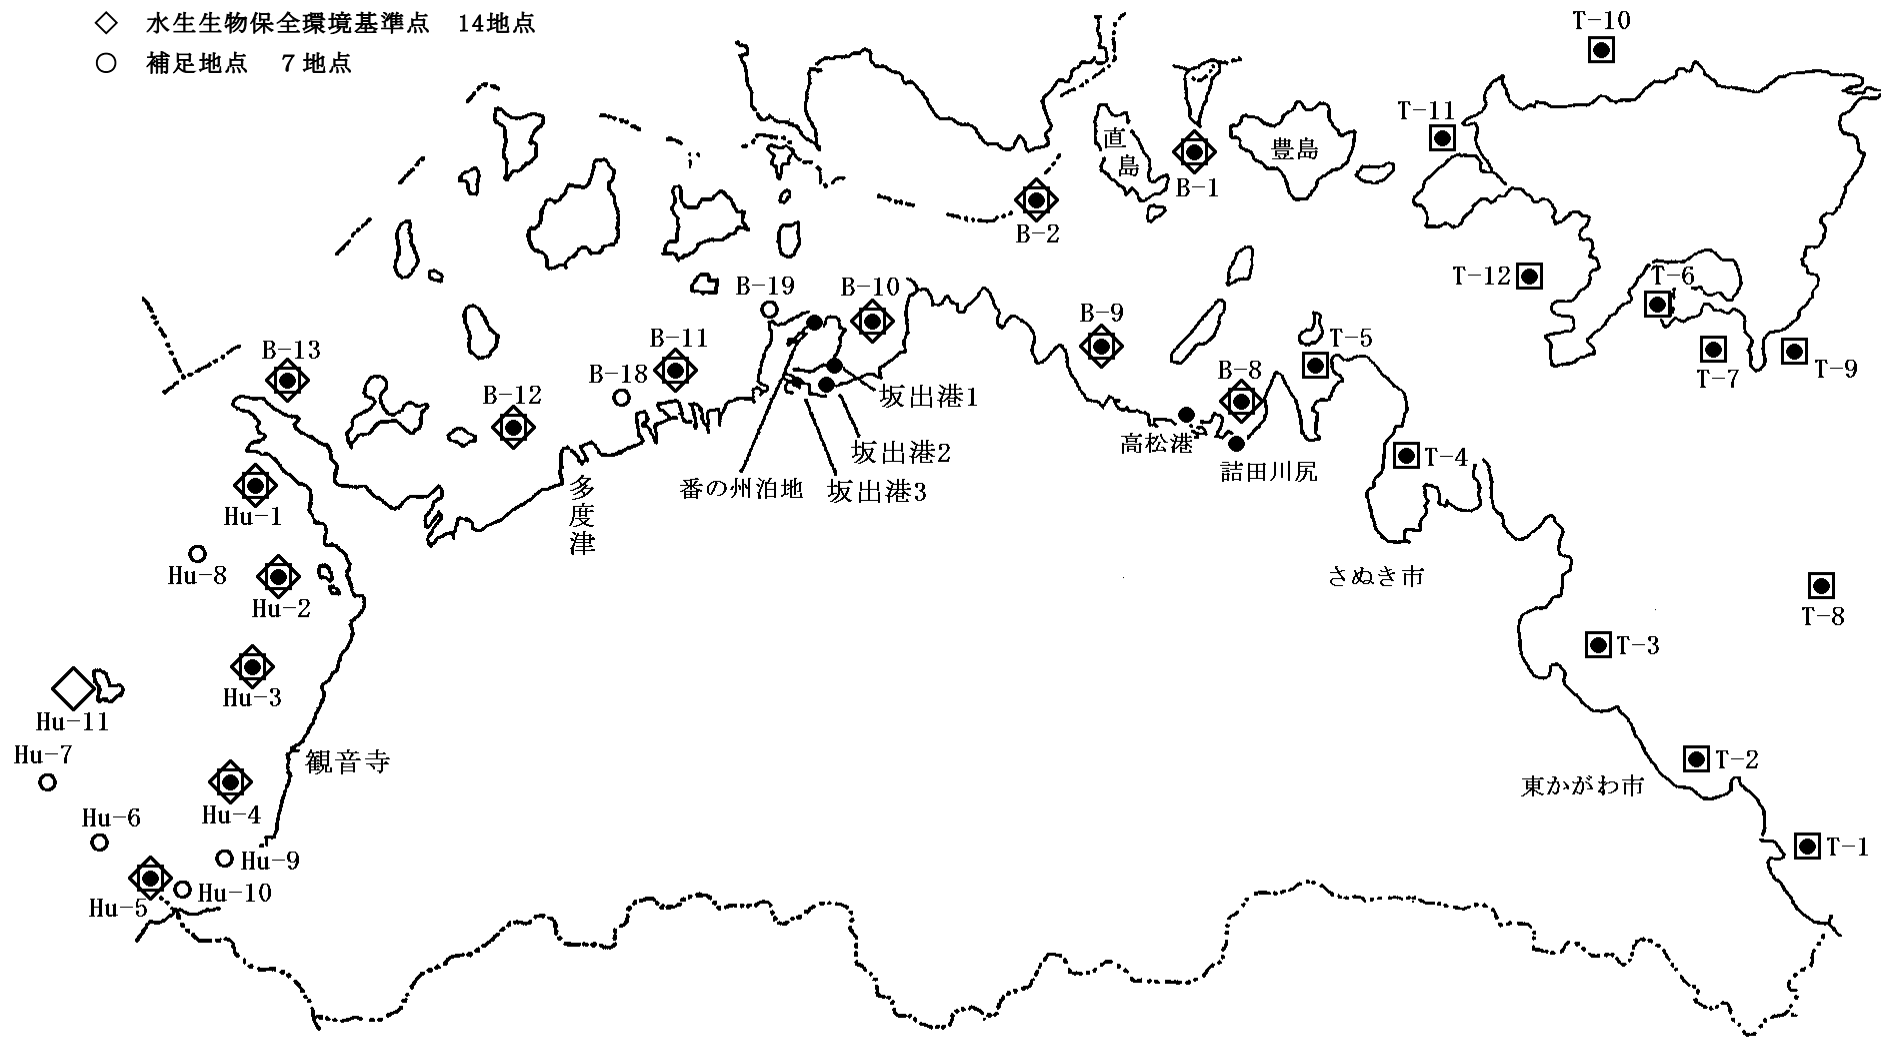 ◇ 水生生物保全環境基準点 14地点
○ 補足地点 7地点
T-10
T-11
直島
豊島
B-1
B-2
T-12
T-6
B-19
B-10
B-9
T-5
B-11
B-13
B-18
B-12
B-8
T-7
T-9
坂出港1
坂出港2
坂出港3
番の州泊地
高松港
詰田川尻
T-4
多度津
Hu-1
Hu-8
Hu-2
さぬき市
T-8
T-3
Hu-3
Hu-11
Hu-7
観音寺
T-2
東かがわ市
Hu-4
Hu-6
Hu-9
T-1
Hu-10
Hu-5